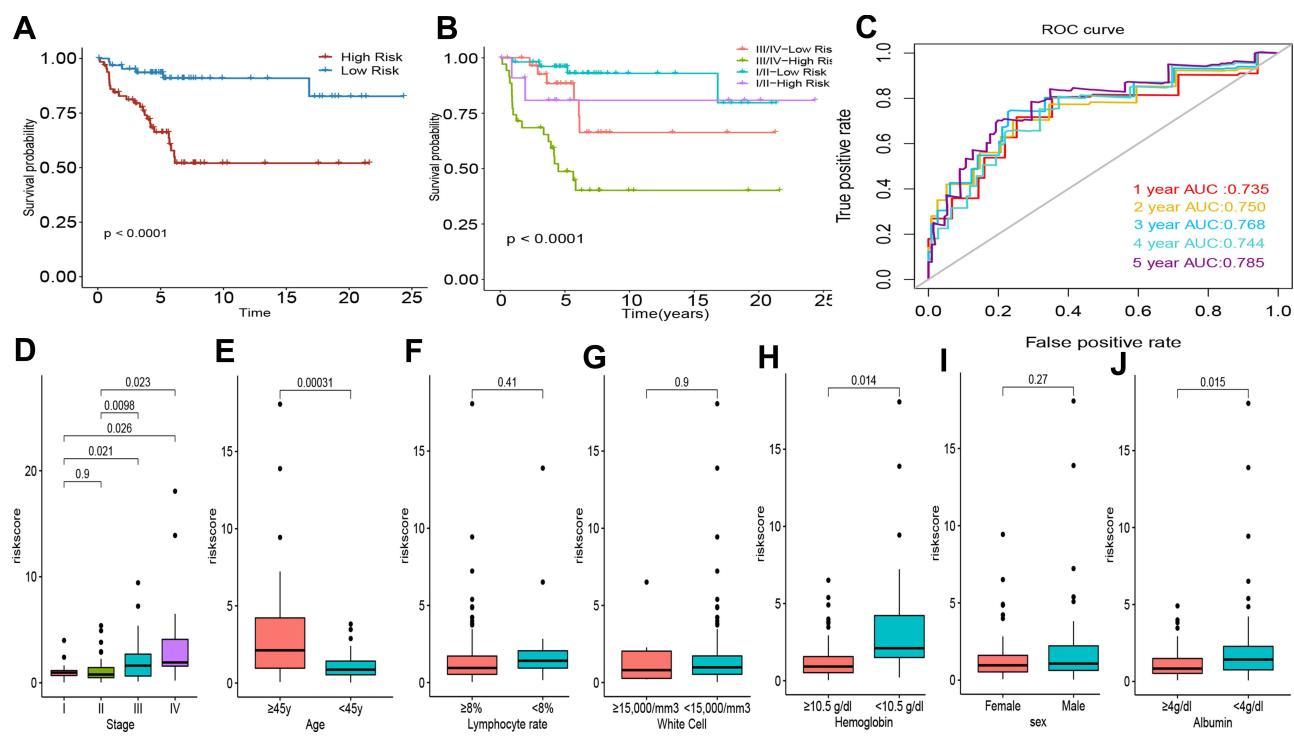 A
1.00
0.75
0.50
0.25
0.00
Survival probability
High Risk
Low Risk
p < 0.0001
0 5 10 15 20 25
Time
B
1.00
0.75
0.50
0.25
0.00
Survival probability
III/IV−Low Ris
III/IV−High Ris
I/II−Low Risk
I/II−High Risk
p < 0.0001
0 5 10 15 20 25
Time(years)
C
ROC curve
True positive rate
0.0 0.2 0.4 0.6 0.8 1.0
1 year AUC :0.735
2 year AUC:0.750
3 year AUC:0.768
4 year AUC:0.744
5 year AUC:0.785
0.0 0.2 0.4 0.6 0.8 1.0
False positive rate
D
0.023
0.0098
0.026
0.021
0.9
20
10
0
riskscore
I II III IV
Stage
E
0.00031
15
10
5
0
riskscore
≥45y <45y
Age
F
0.41
15
10
5
0
riskscore
≥8% <8%
Lymphocyte rate
G
0.9
15
10
5
0
riskscore
≥15,000/mm3 <15,000/mm3
White Cell
H
0.014
15
10
5
0
riskscore
≥10.5 g/dl <10.5 g/dl
Hemoglobin
I
0.27
15
10
5
0
riskscore
Female Male
sex
J
0.015
15
10
5
0
riskscore
≥4g/dl <4g/dl
Albumin